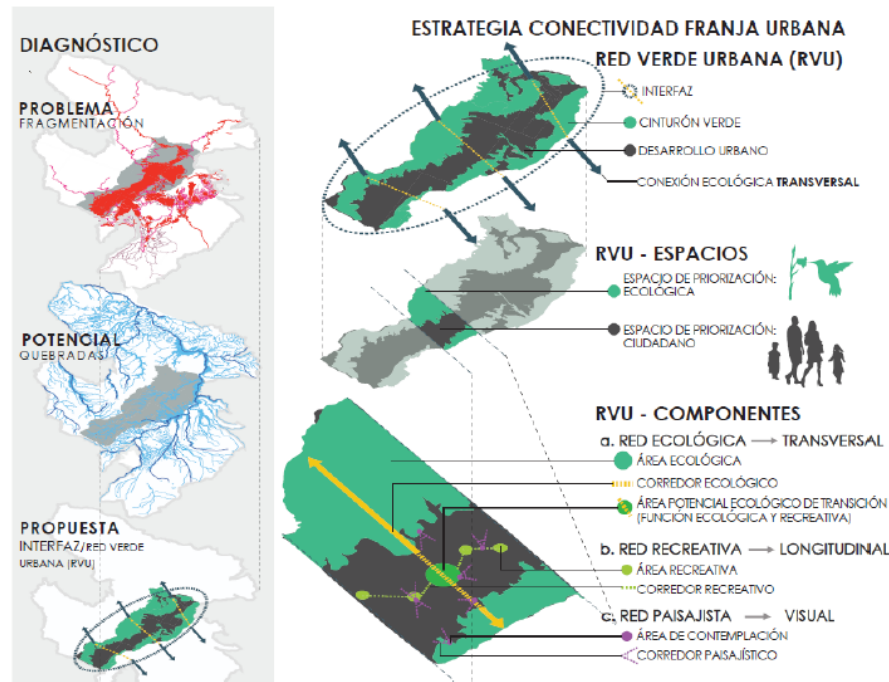 DIAGNÓSTICO
PROBLEMA
FRAGMENTACIÓN
POTENCIAL
QUEBRADAS
PROPUESTA
INTERFAZ/RED VERDE
URBANA (RVU)
ESTRATEGIA CONECTIVIDAD FRANJA URBANA
RED VERDE URBANA (RVU)
INTERFAZ
CINTURÓN VERDE
DESARROLLO URBANO
CONEXIÓN ECOLÓGICA TRANSVERSAL
RVU - ESPACIOS
ESPACIO DE PRIORIZACIÓN:
ECOLÓGICA
ESPACIO DE PRIORIZACIÓN:
CIUDADANO
RVU - COMPONENTES
a. RED ECOLÓGICA → TRANSVERSAL
ÁREA ECOLÓGICA
CORREDOR ECOLÓGICO
ÁREA POTENCIAL ECOLÓGICO DE TRANSICIÓN
(FUNCIÓN ECOLÓGICA Y RECREATIVA)
b. RED RECREATIVA → LONGITUDINAL
ÁREA RECREATIVA
CORREDOR RECREATIVO
c. RED PAISAJISTA → VISUAL
ÁREA DE CONTEMPLACIÓN
CORREDOR PAISAJÍSTICO